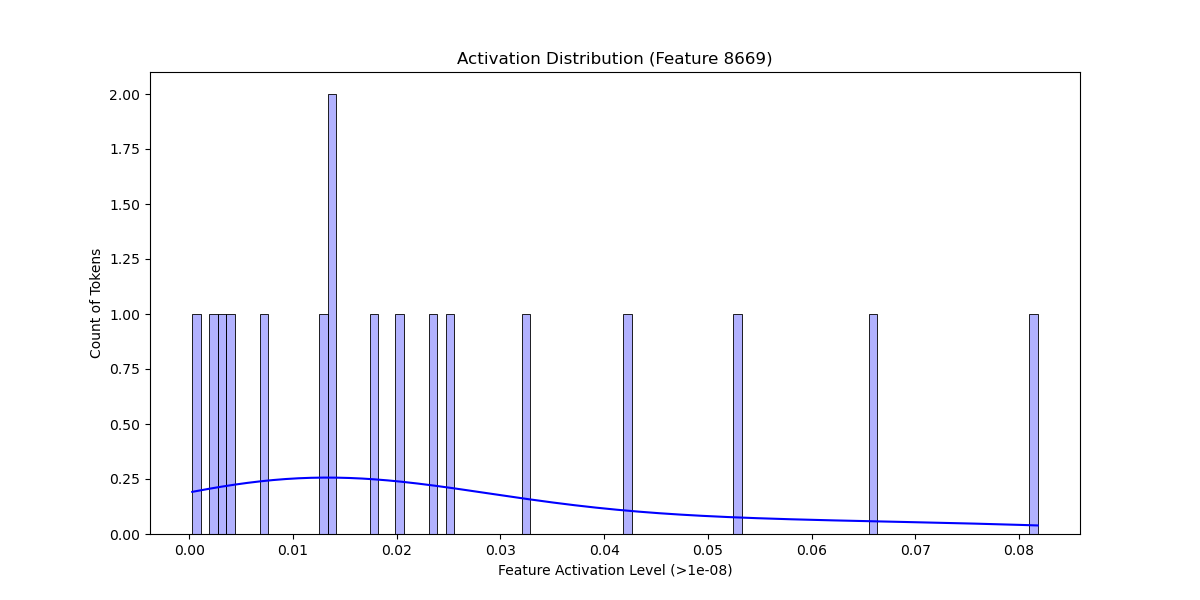 Activation Distribution (Feature 8669)
2.00
1.75
1.50
1.25
1.00
0.75
0.50
0.25
0.00
Count of Tokens
0.00 0.01 0.02 0.03 0.04 0.05 0.06 0.07 0.08
Feature Activation Level (>1e-08)